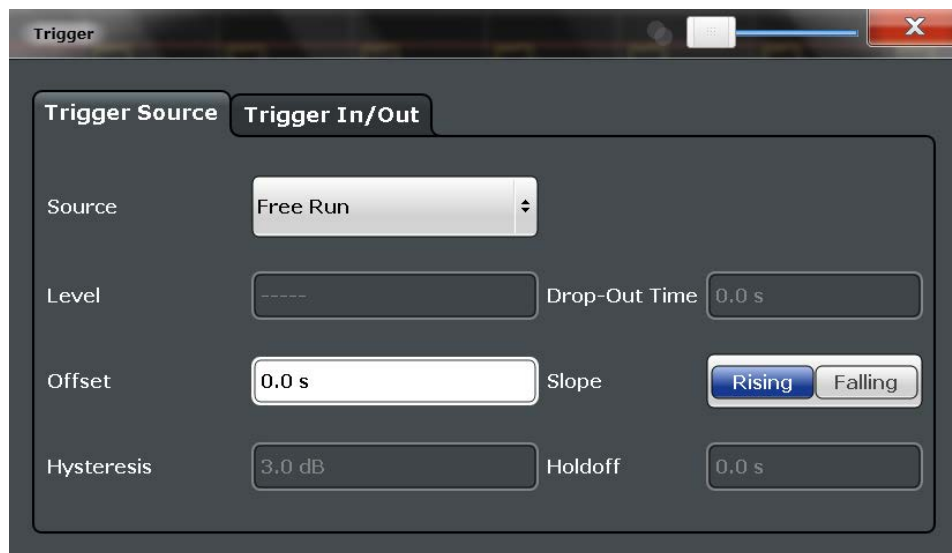 Trigger
X
Trigger Source
Trigger In/Out
Source
Free Run
Level
-----
Drop-Out Time
0.0 s
Offset
0.0 s
Slope
Rising
Falling
Hysteresis
3.0 dB
Holdoff
0.0 s